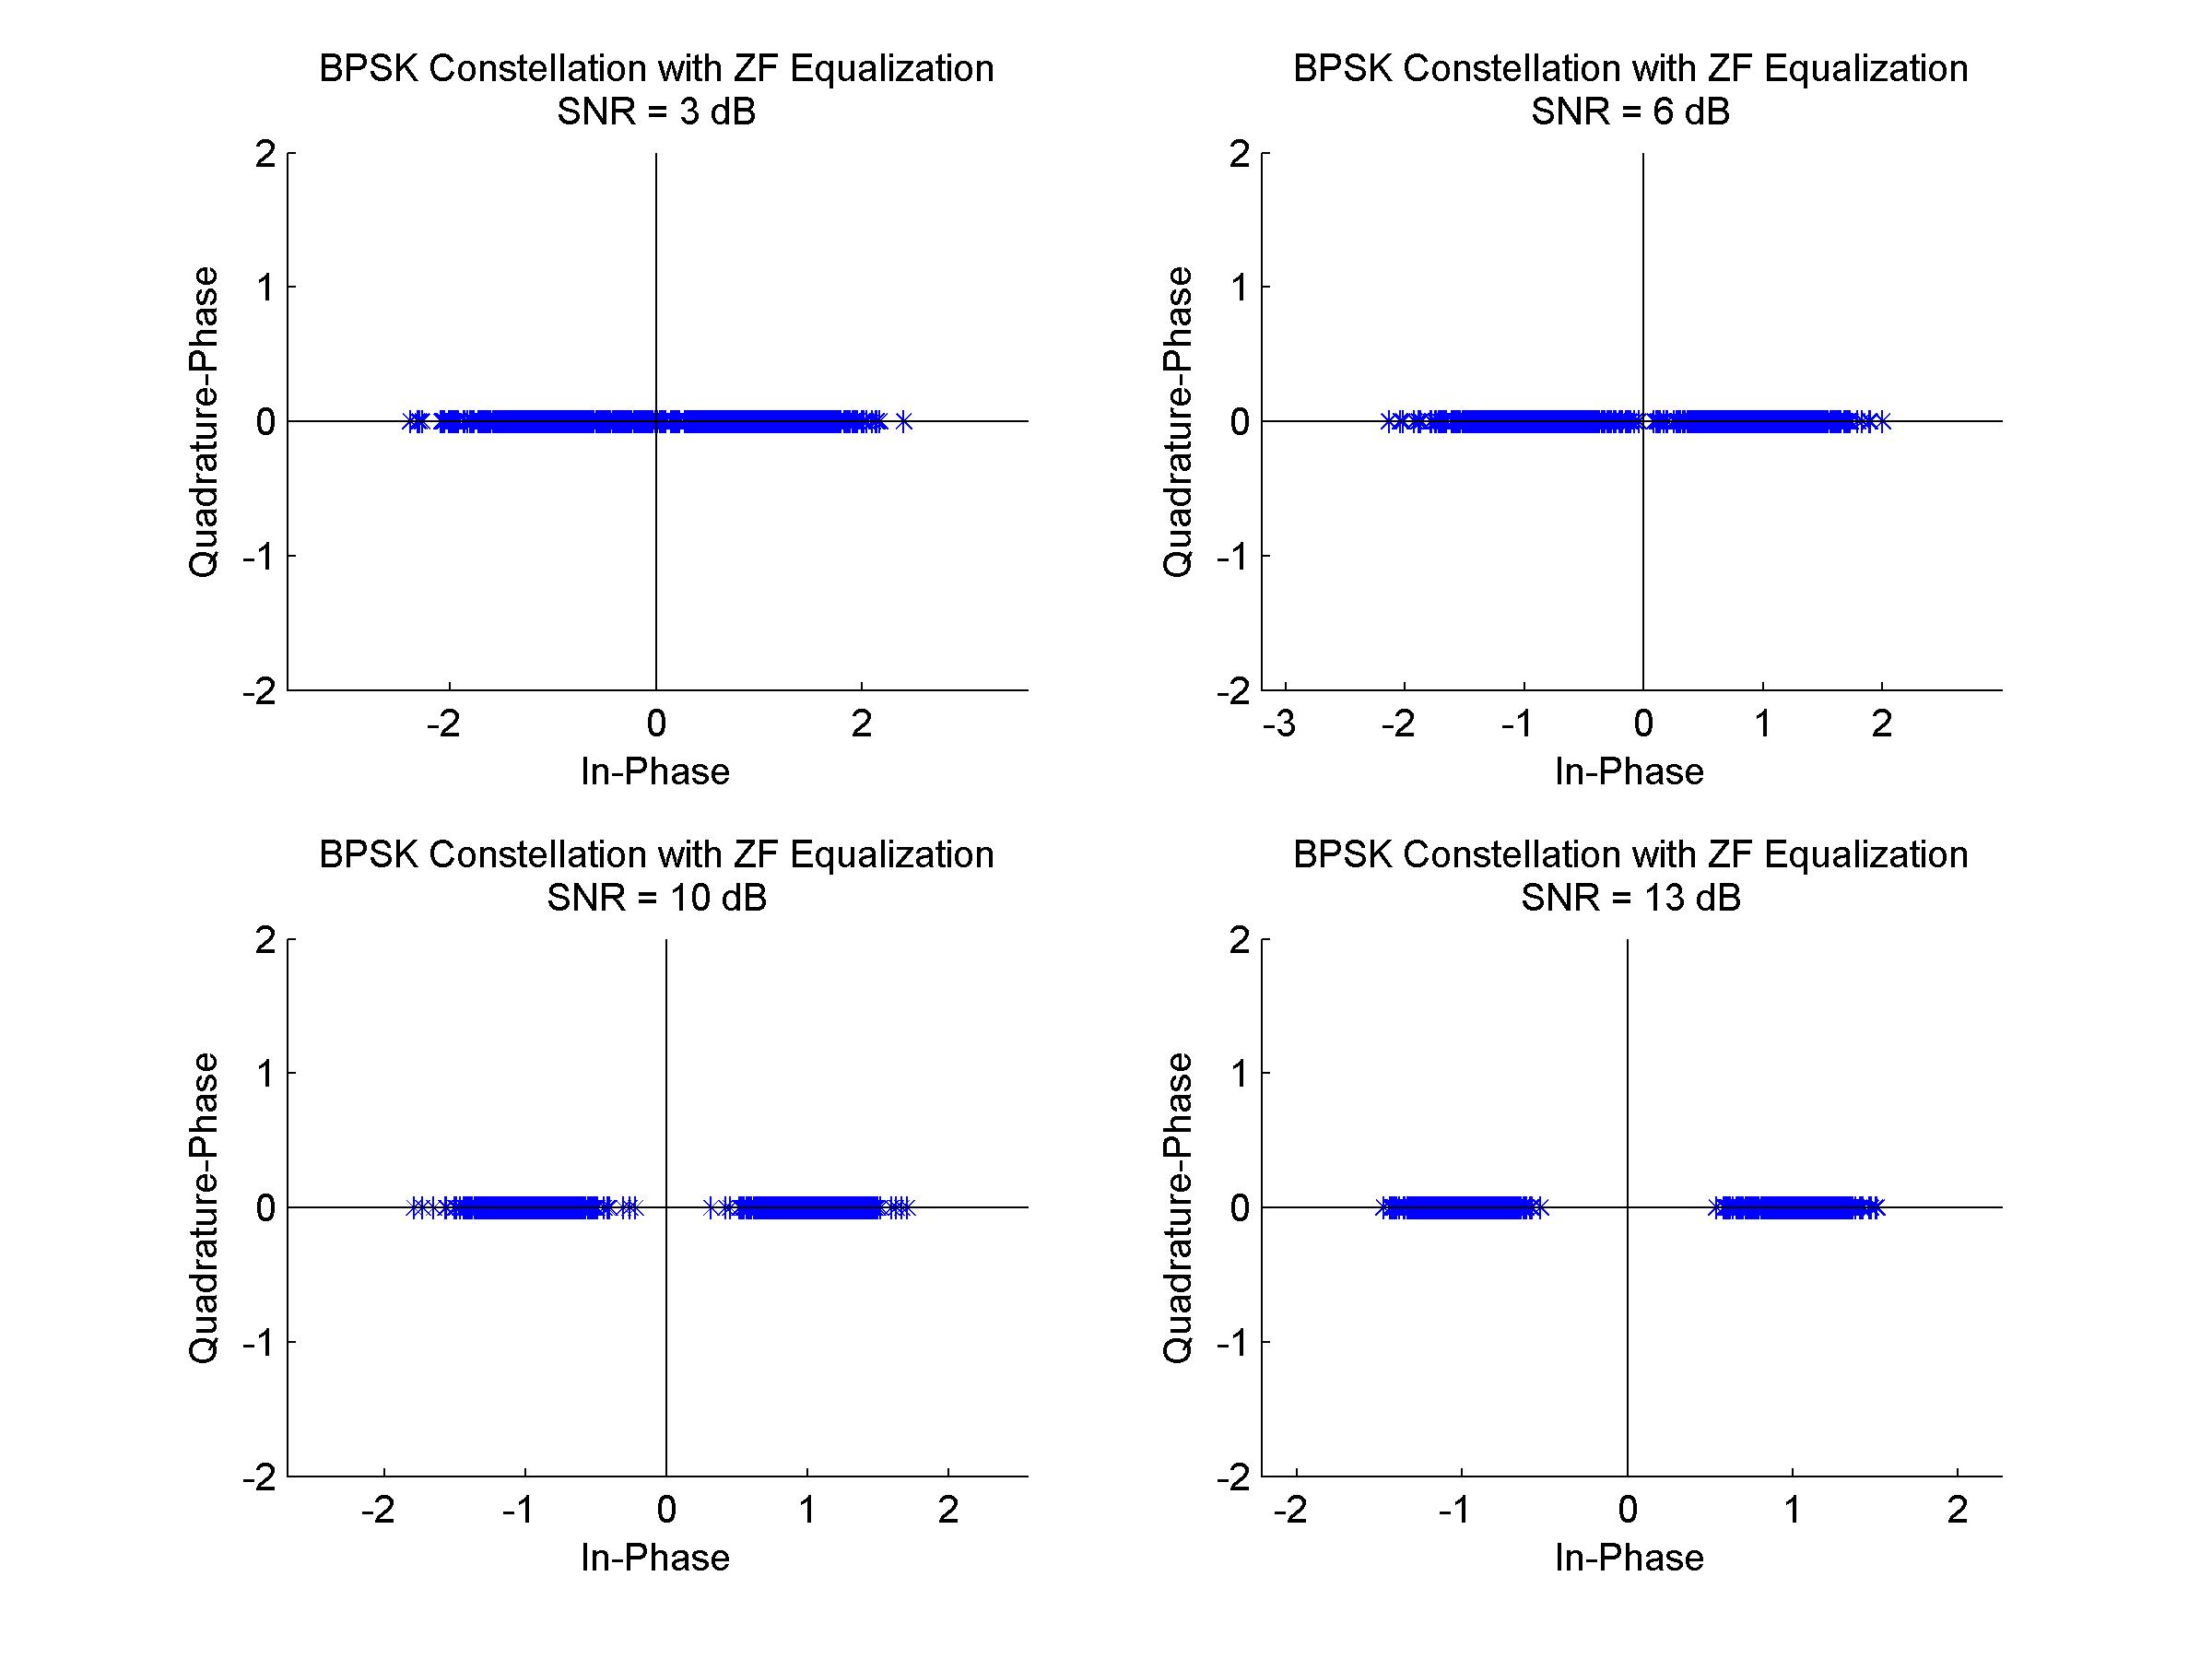 BPSK Constellation with ZF Equalization
SNR = 3 dB
2
1
0
-1
-2
Quadrature-Phase
-2 0 2
In-Phase
BPSK Constellation with ZF Equalization
SNR = 6 dB
2
1
0
-1
-2
Quadrature-Phase
-3 -2 -1 0 1 2
In-Phase
BPSK Constellation with ZF Equalization
SNR = 10 dB
2
1
0
-1
-2
Quadrature-Phase
-2 -1 0 1 2
In-Phase
BPSK Constellation with ZF Equalization
SNR = 13 dB
2
1
0
-1
-2
Quadrature-Phase
-2 -1 0 1 2
In-Phase